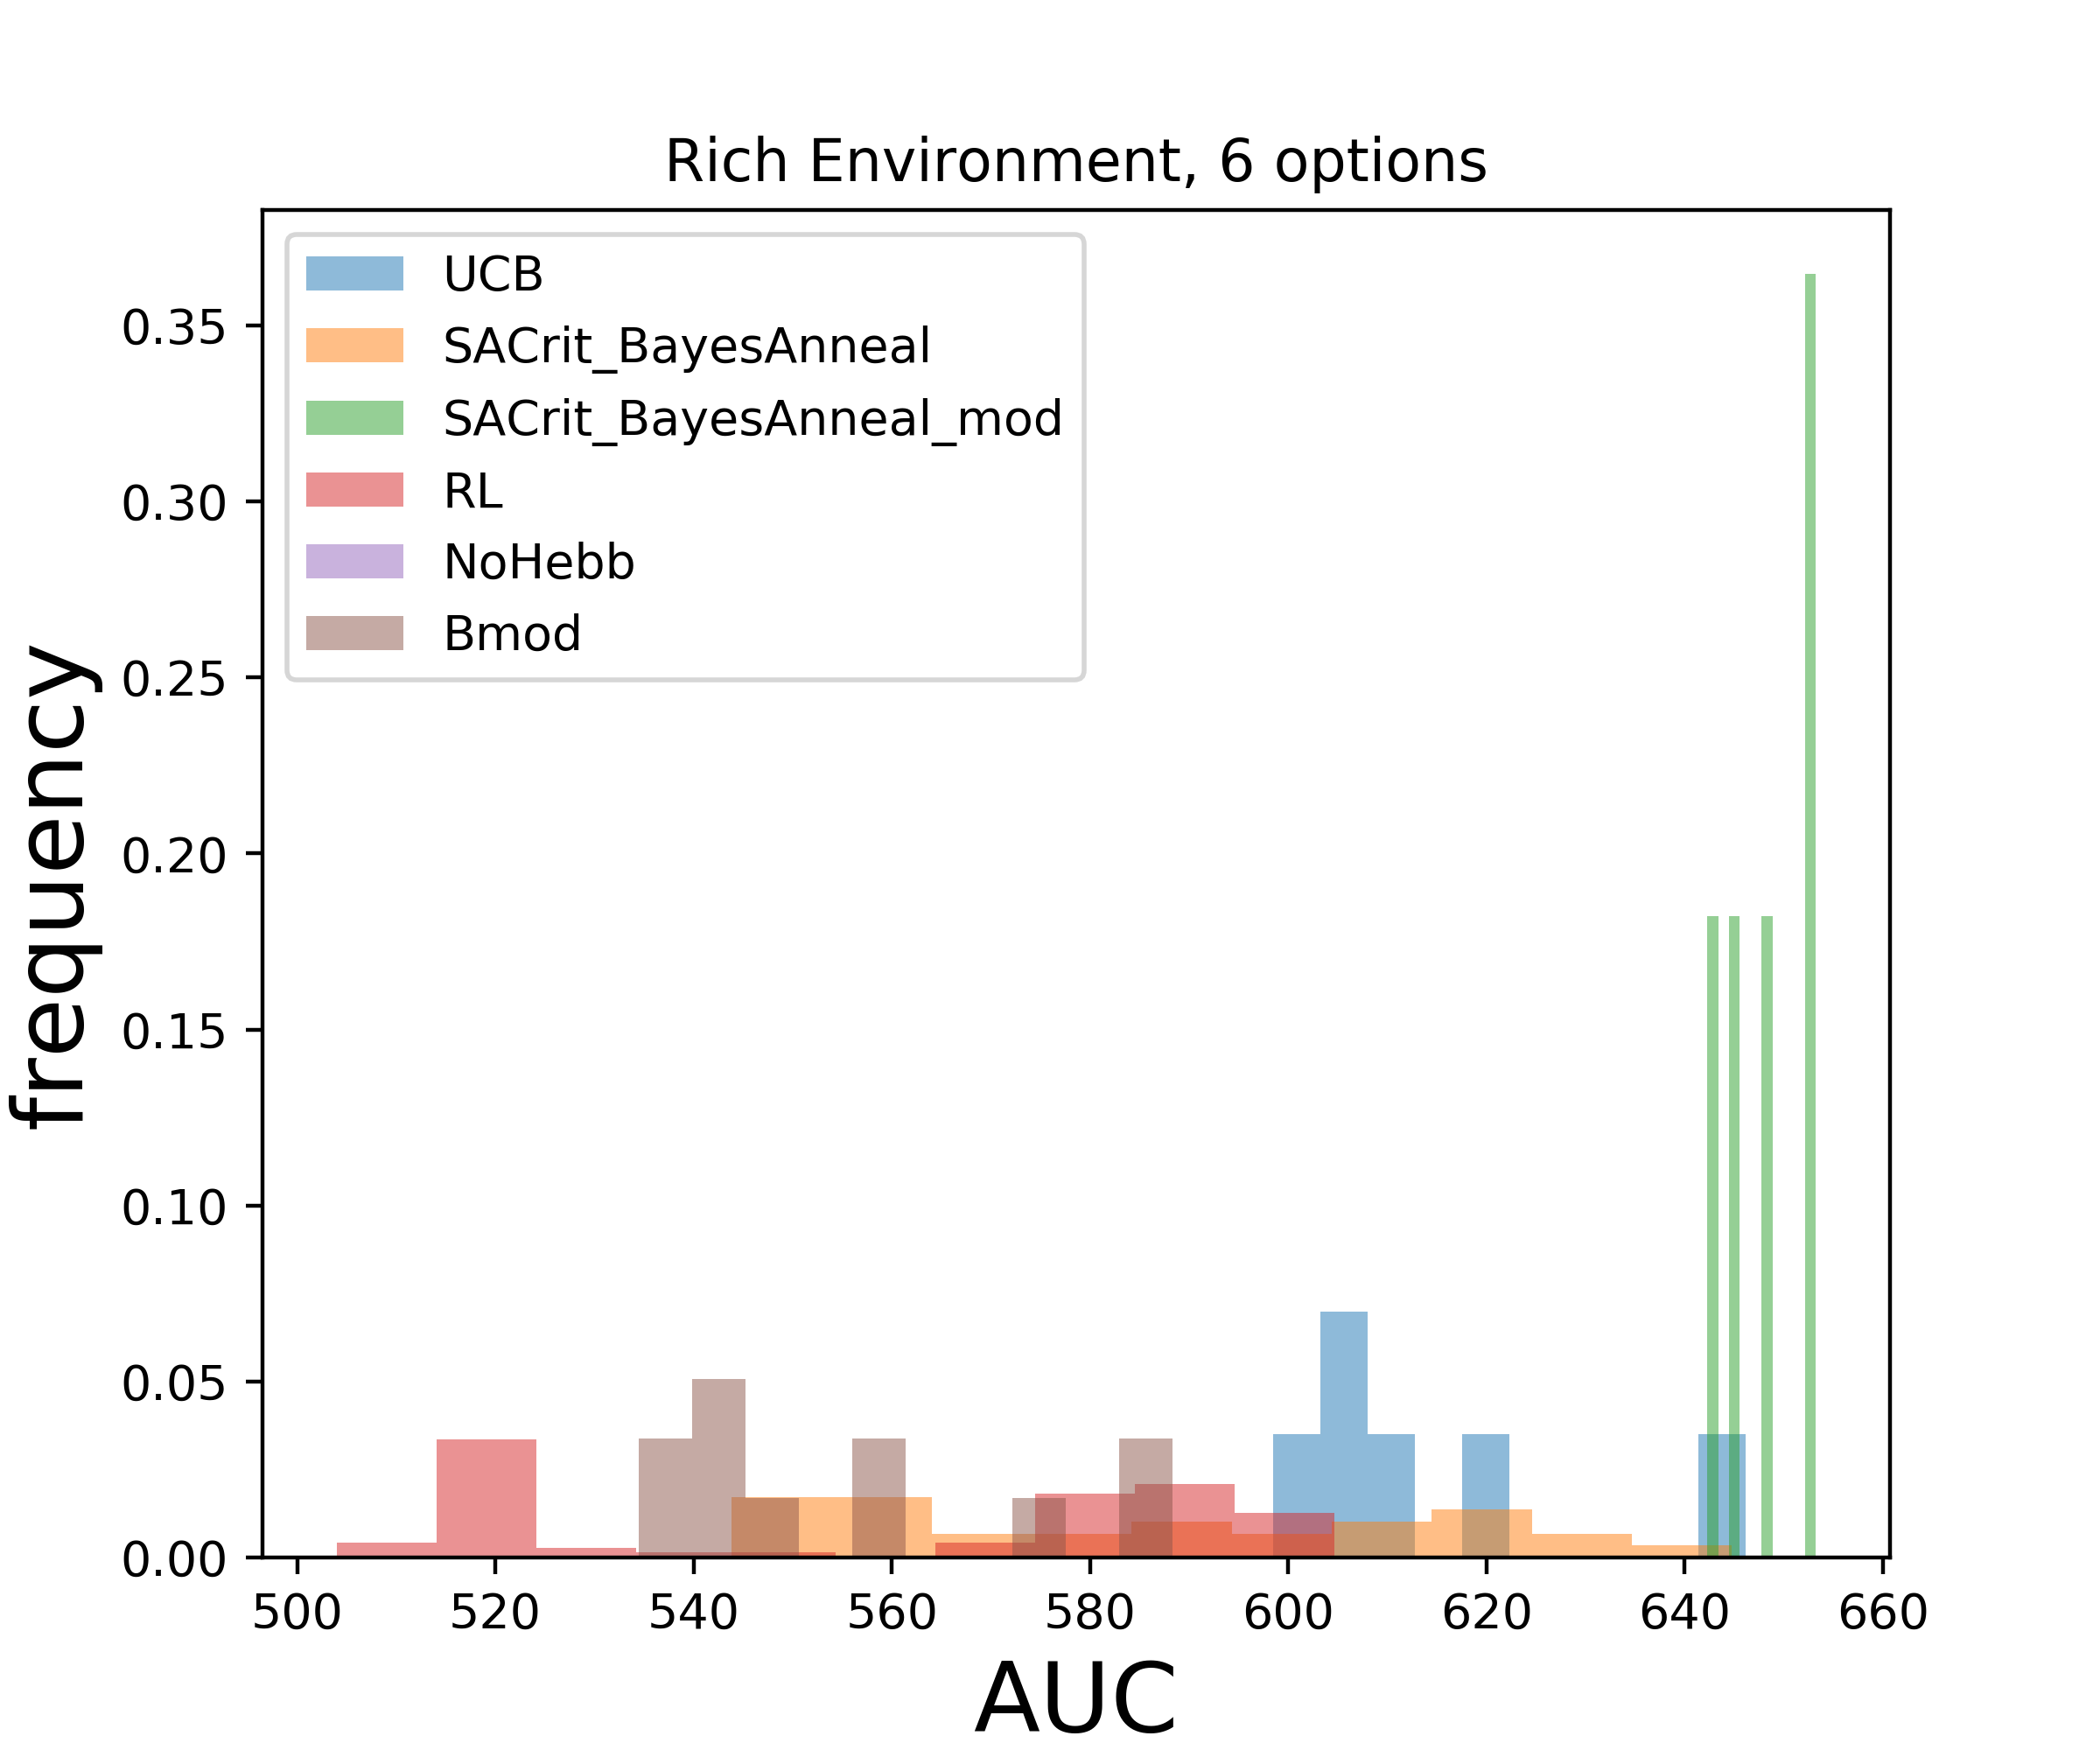 Rich Environment, 6 options
UCB
SACrit_BayesAnneal
SACrit_BayesAnneal_mod
RL
NoHebb
Bmod
frequency
0.35
0.30
0.25
0.20
0.15
0.10
0.05
0.00
500 520 540 560 580 600 620 640 660
AUC